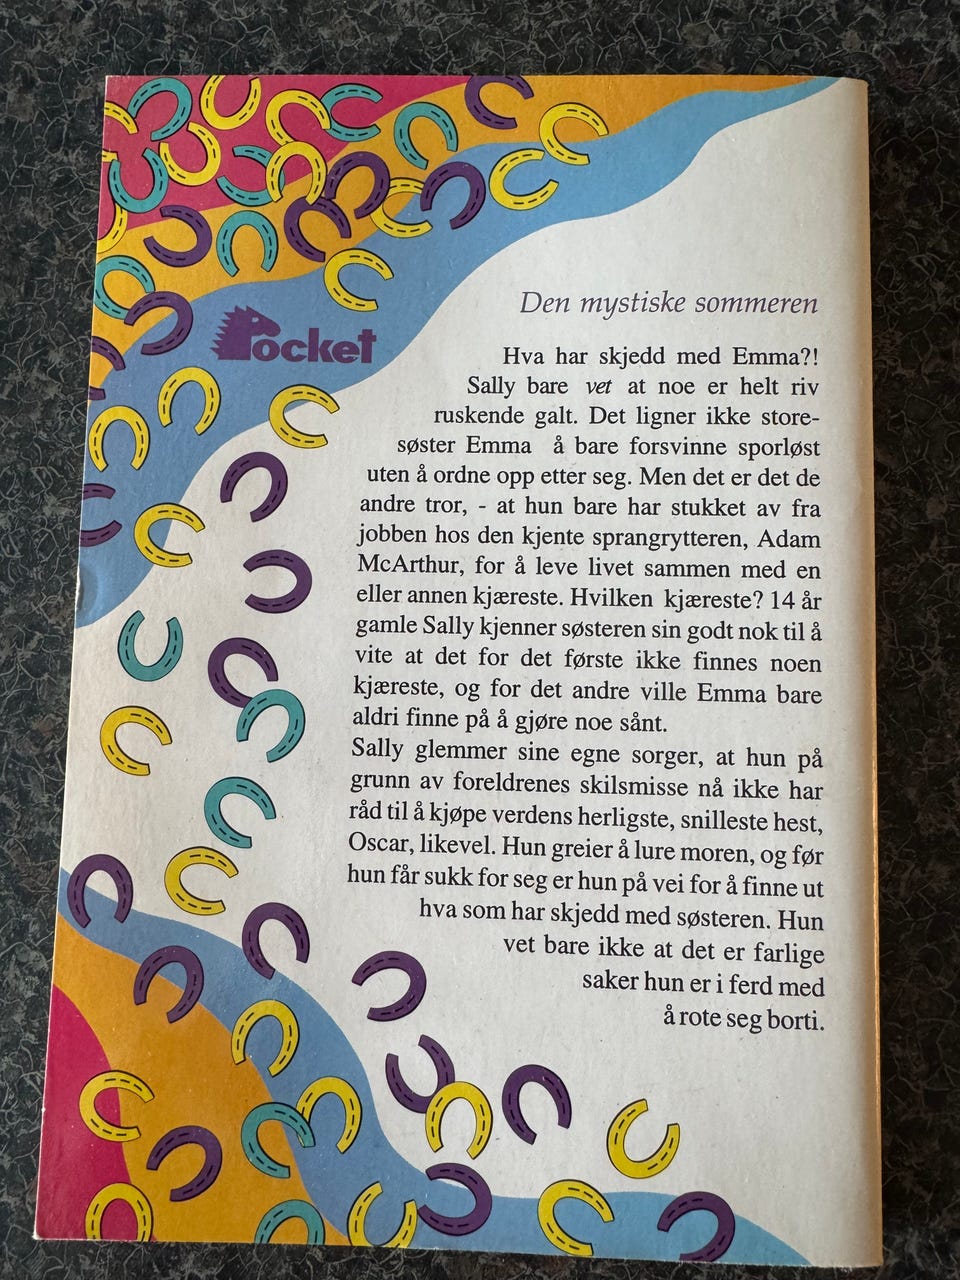 Den mystiske sommeren
Pocket
Hva har skjedd med Emma?!
Sally bare vet at noe er helt riv
ruskende galt. Det ligner ikke store-
søster Emma å bare forsvinne sporløst
uten å ordne opp etter seg. Men det er det de
andre tror, - at hun bare har stukket av fra
jobben hos den kjente sprangrytteren, Adam
McArthur, for å leve livet sammen med en
eller annen kjæreste. Hvilken kjæreste? 14 år
gamle Sally kjenner søsteren sin godt nok til å
vite at det for det første ikke finnes noen
kjæreste, og for det andre ville Emma bare
aldri finne på å gjøre noe sånt.
Sally glemmer sine egne sorger, at hun på
grunn av foreldrenes skilsmisse nå ikke har
råd til å kjøpe verdens herligste, snilleste hest,
Oscar, likevel. Hun greier å lure moren, og før
hun får sukk for seg er hun på vei for å finne ut
hva som har skjedd med søsteren. Hun
vet bare ikke at det er farlige
saker hun er i ferd med
å rote seg borti.